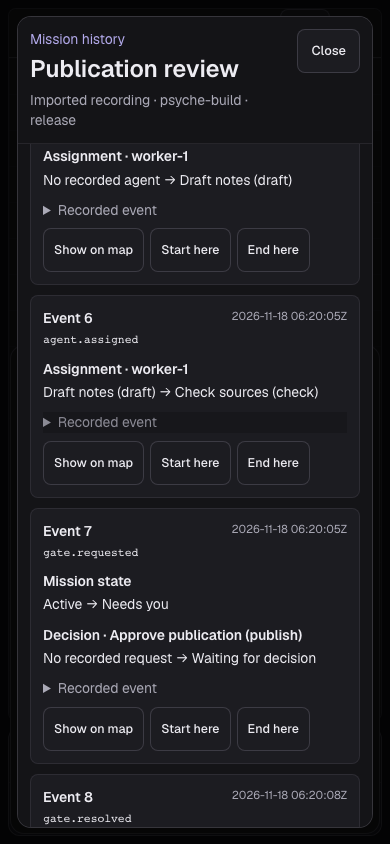 Mission history
Publication review
Close
Imported recording · psyche-build ·
release
Assignment · worker-1
No recorded agent → Draft notes (draft)
▶ Recorded event
Show on map
Start here
End here
Event 6
2026-11-18 06:20:05Z
agent.assigned
Assignment · worker-1
Draft notes (draft) → Check sources (check)
▶ Recorded event
Show on map
Start here
End here
Event 7
2026-11-18 06:20:05Z
gate.requested
Mission state
Active → Needs you
Decision · Approve publication (publish)
No recorded request → Waiting for decision
▶ Recorded event
Show on map
Start here
End here
Event 8
2026-11-18 06:20:08Z
gate.resolved